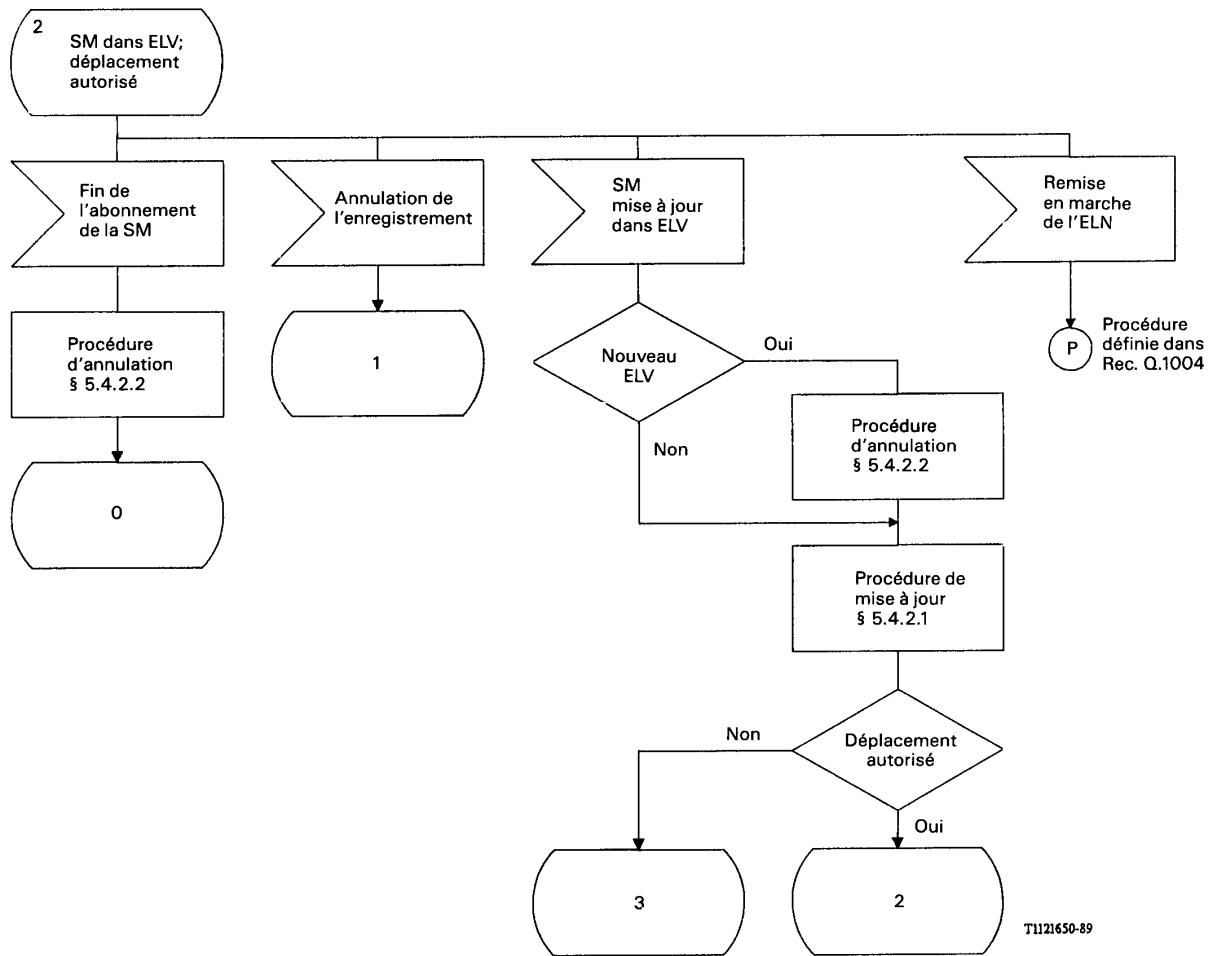 2
SM dans ELV;
déplacement
autorisé
Fin de
l'abonnement
de la SM
Annulation de
l'enregistrement
SM
mise à jour
dans ELV
Remise
en marche
de l'ELN
Procédure
d'annulation
§ 5.4.2.2
1
Nouveau
ELV
Oui
Non
P
Procédure
définie dans
Rec. Q.1004
0
Procédure
d'annulation
§ 5.4.2.2
Procédure de
mise à jour
§ 5.4.2.1
Déplacement
autorisé
Non
Oui
3
2
T1121650-89